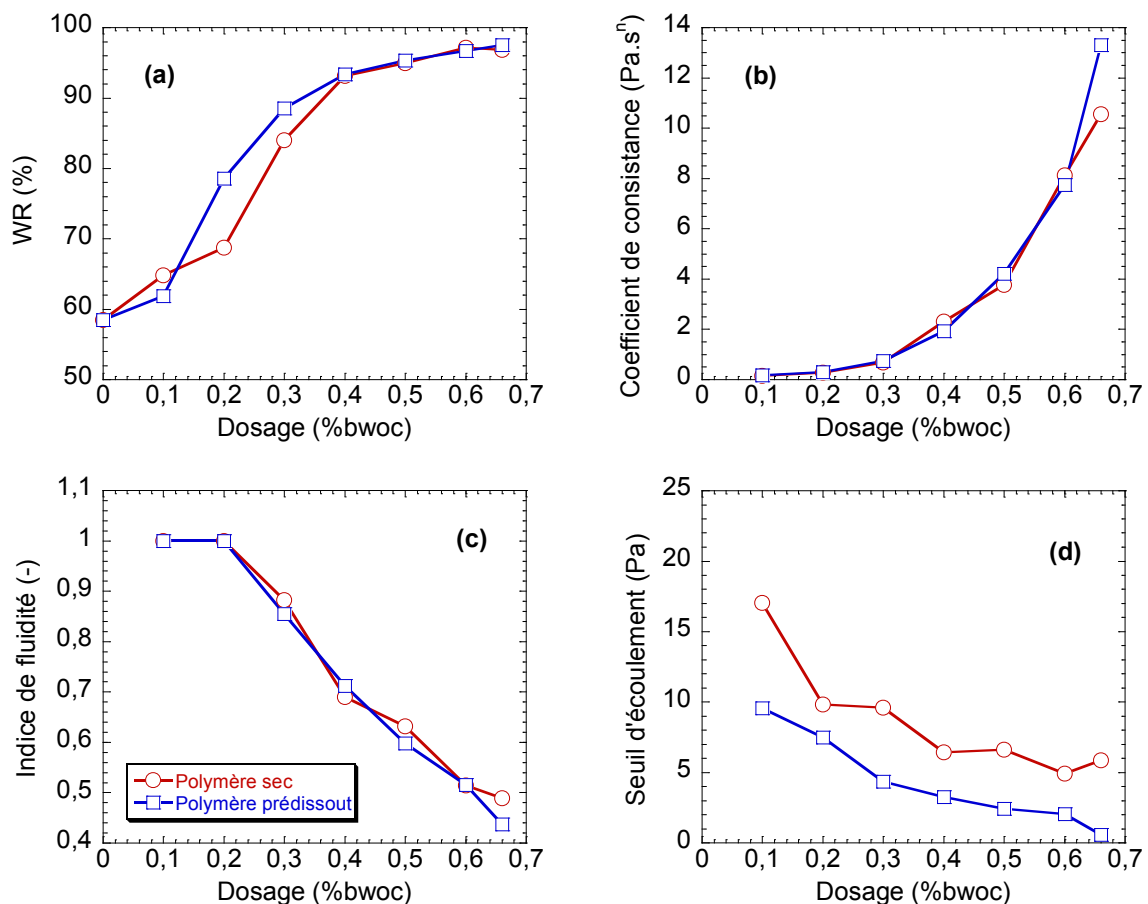 100
90
80
70
60
50
WR (%)
(a)
0 0,1 0,2 0,3 0,4 0,5 0,6 0,7
Dosage (%bwoc)
14
12
10
8
6
4
2
0
Coefficient de consistance (Pa.sⁿ)
(b)
0 0,1 0,2 0,3 0,4 0,5 0,6 0,7
Dosage (%bwoc)
1,1
1
0,9
0,8
0,7
0,6
0,5
0,4
Indice de fluidité (-)
(c)
Polymère sec
Polymère prédissout
0 0,1 0,2 0,3 0,4 0,5 0,6 0,7
Dosage (%bwoc)
25
20
15
10
5
0
Seuil d'écoulement (Pa)
(d)
0 0,1 0,2 0,3 0,4 0,5 0,6 0,7
Dosage (%bwoc)